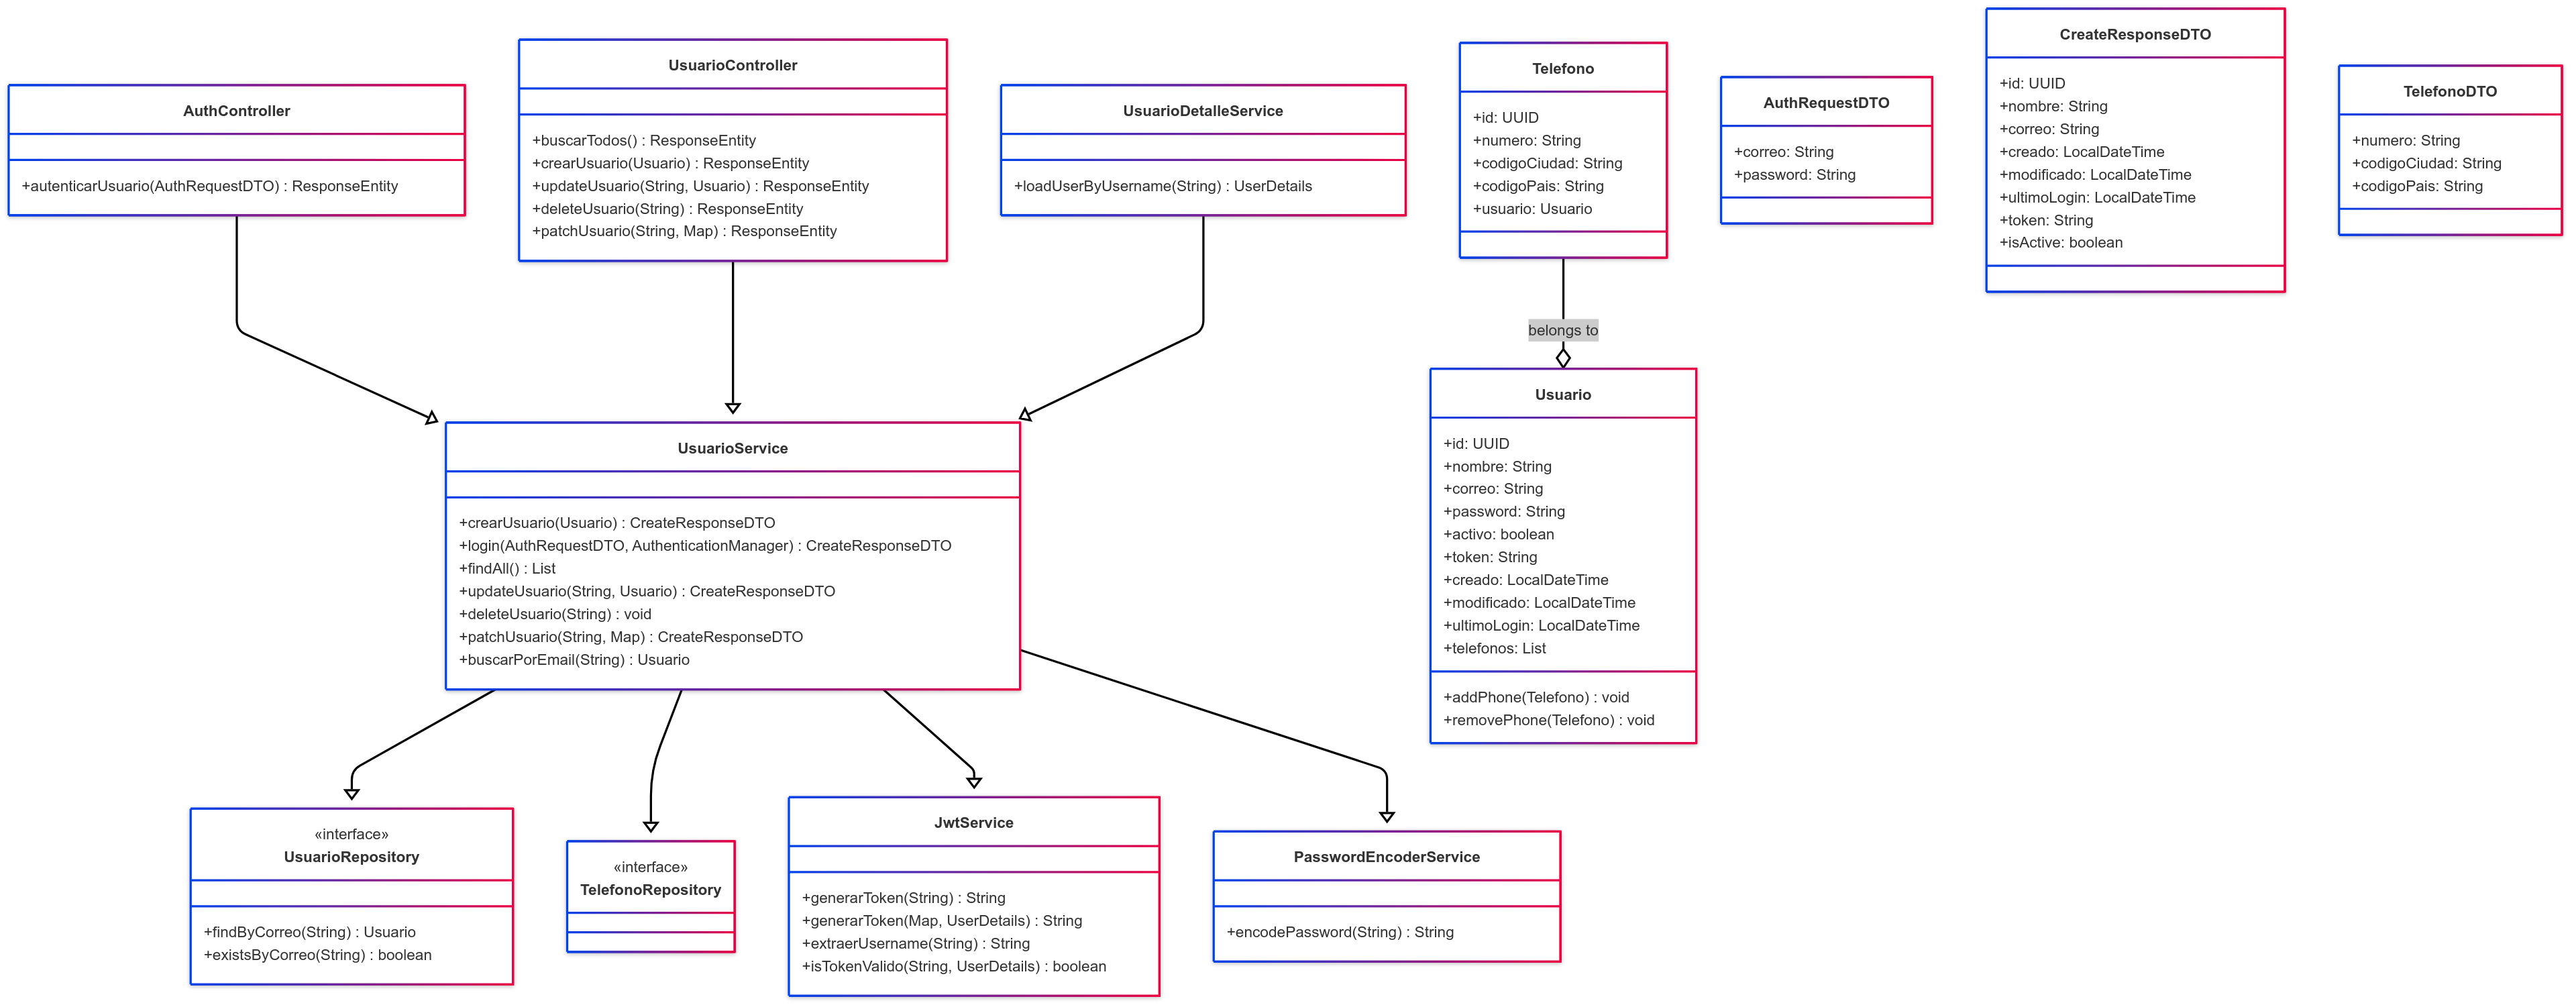 AuthController
+autenticarUsuario(AuthRequestDTO) : ResponseEntity
UsuarioController
+buscarTodos() : ResponseEntity
+crearUsuario(Usuario) : ResponseEntity
+updateUsuario(String, Usuario) : ResponseEntity
+deleteUsuario(String) : ResponseEntity
+patchUsuario(String, Map) : ResponseEntity
UsuarioDetalleService
+loadUserByUsername(String) : UserDetails
Telefono
+id: UUID
+numero: String
+codigoCiudad: String
+codigoPais: String
+usuario: Usuario
AuthRequestDTO
+correo: String
+password: String
CreateResponseDTO
+id: UUID
+nombre: String
+correo: String
+creado: LocalDateTime
+modificado: LocalDateTime
+ultimoLogin: LocalDateTime
+token: String
+isActive: boolean
TelefonoDTO
+numero: String
+codigoCiudad: String
+codigoPais: String
belongs to
UsuarioService
+crearUsuario(Usuario) : CreateResponseDTO
+login(AuthRequestDTO, AuthenticationManager) : CreateResponseDTO
+findAll() : List
+updateUsuario(String, Usuario) : CreateResponseDTO
+deleteUsuario(String) : void
+patchUsuario(String, Map) : CreateResponseDTO
+buscarPorEmail(String) : Usuario
Usuario
+id: UUID
+nombre: String
+correo: String
+password: String
+activo: boolean
+token: String
+creado: LocalDateTime
+modificado: LocalDateTime
+ultimoLogin: LocalDateTime
+telefonos: List
+addPhone(Telefono) : void
+removePhone(Telefono) : void
«interface»
UsuarioRepository
+findByCorreo(String) : Usuario
+existsByCorreo(String) : boolean
«interface»
TelefonoRepository
JwtService
+generarToken(String) : String
+generarToken(Map, UserDetails) : String
+extraerUsername(String) : String
+isTokenValido(String, UserDetails) : boolean
PasswordEncoderService
+encodePassword(String) : String